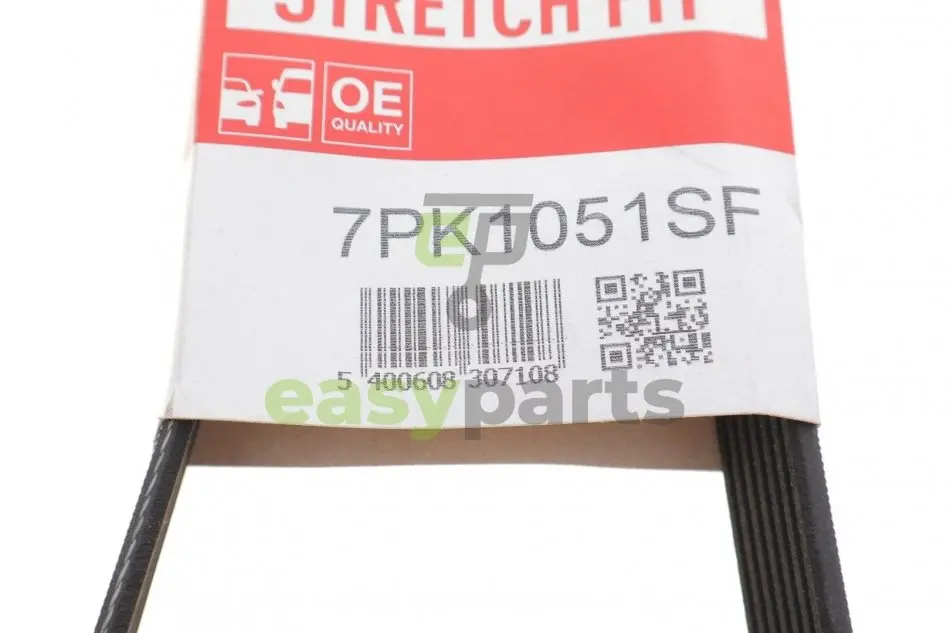 STRETCH FIT
OE
QUALITY
7PK1051SF
5 400608 307108
easyparts